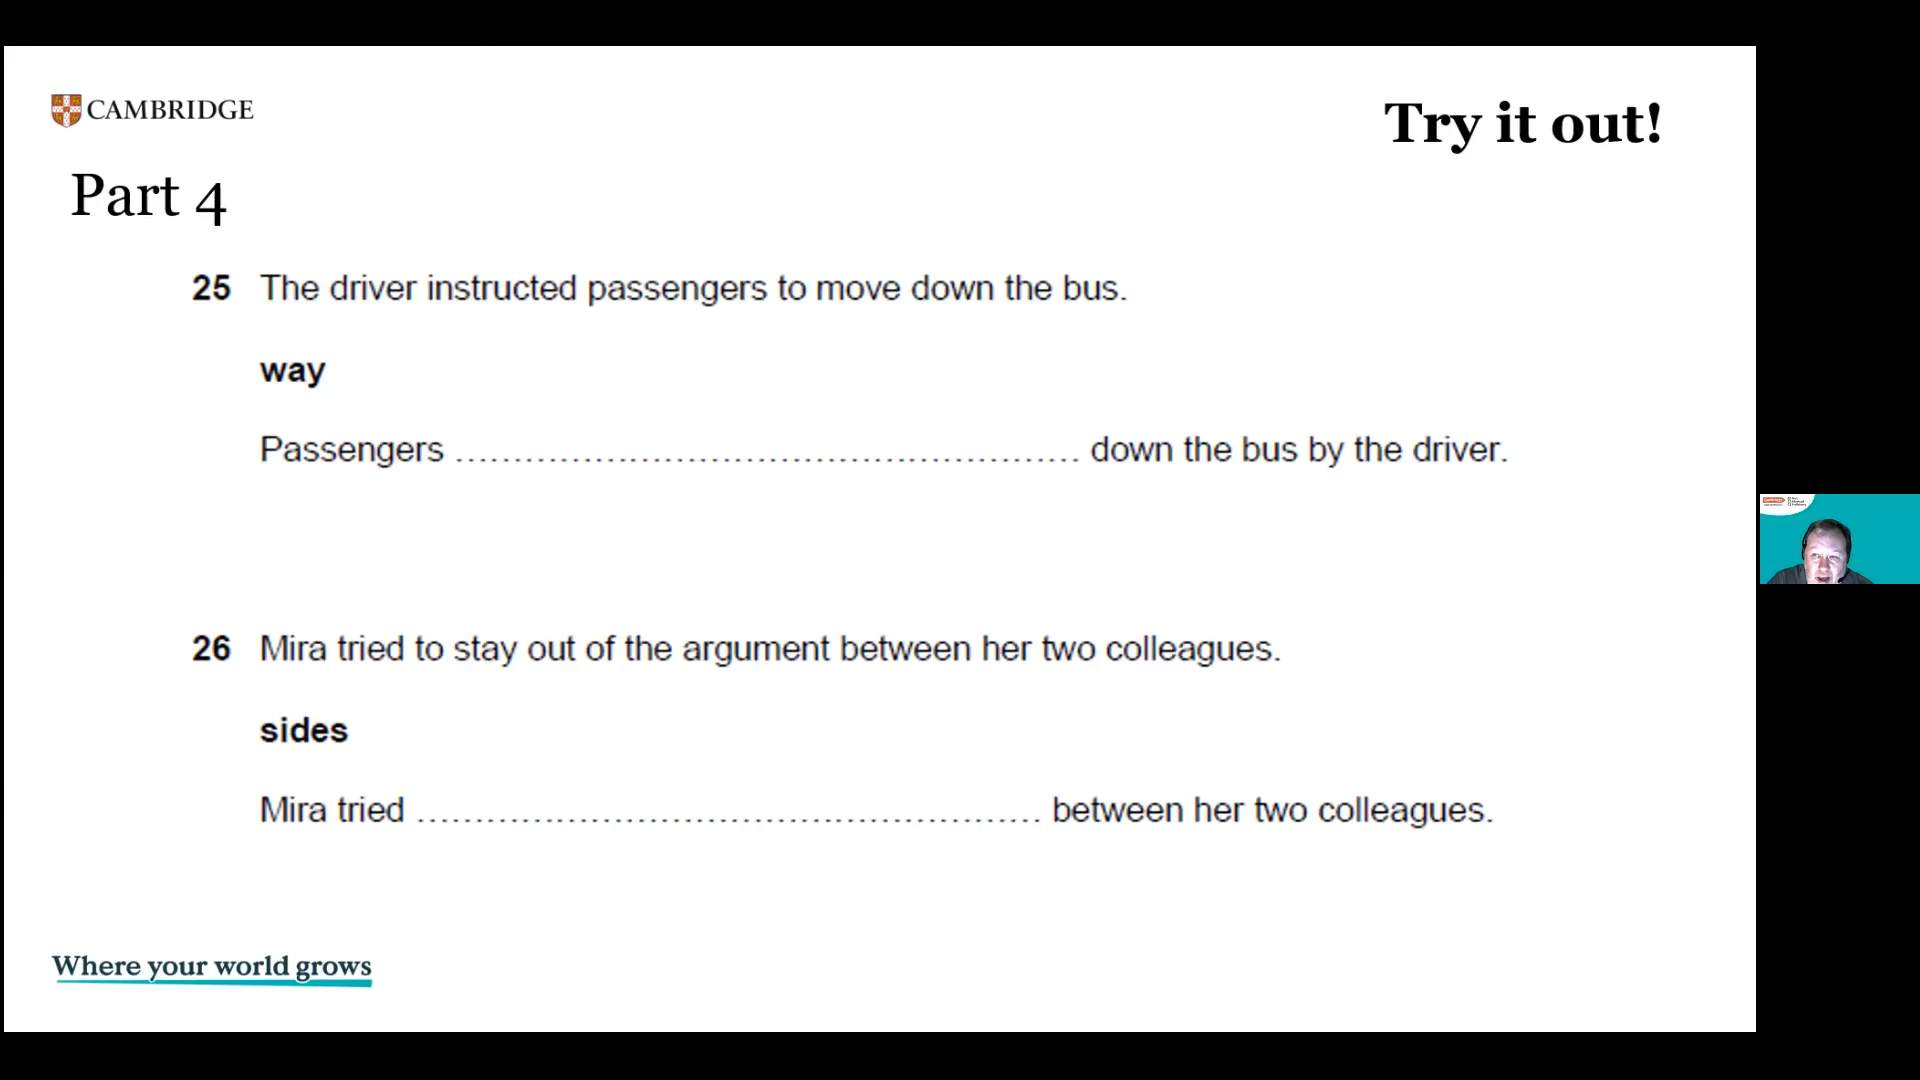 CAMBRIDGE
Try it out!
Part 4
25 The driver instructed passengers to move down the bus.
way
Passengers ...................................................... down the bus by the driver.
26 Mira tried to stay out of the argument between her two colleagues.
sides
Mira tried ...................................................... between her two colleagues.
Where your world grows